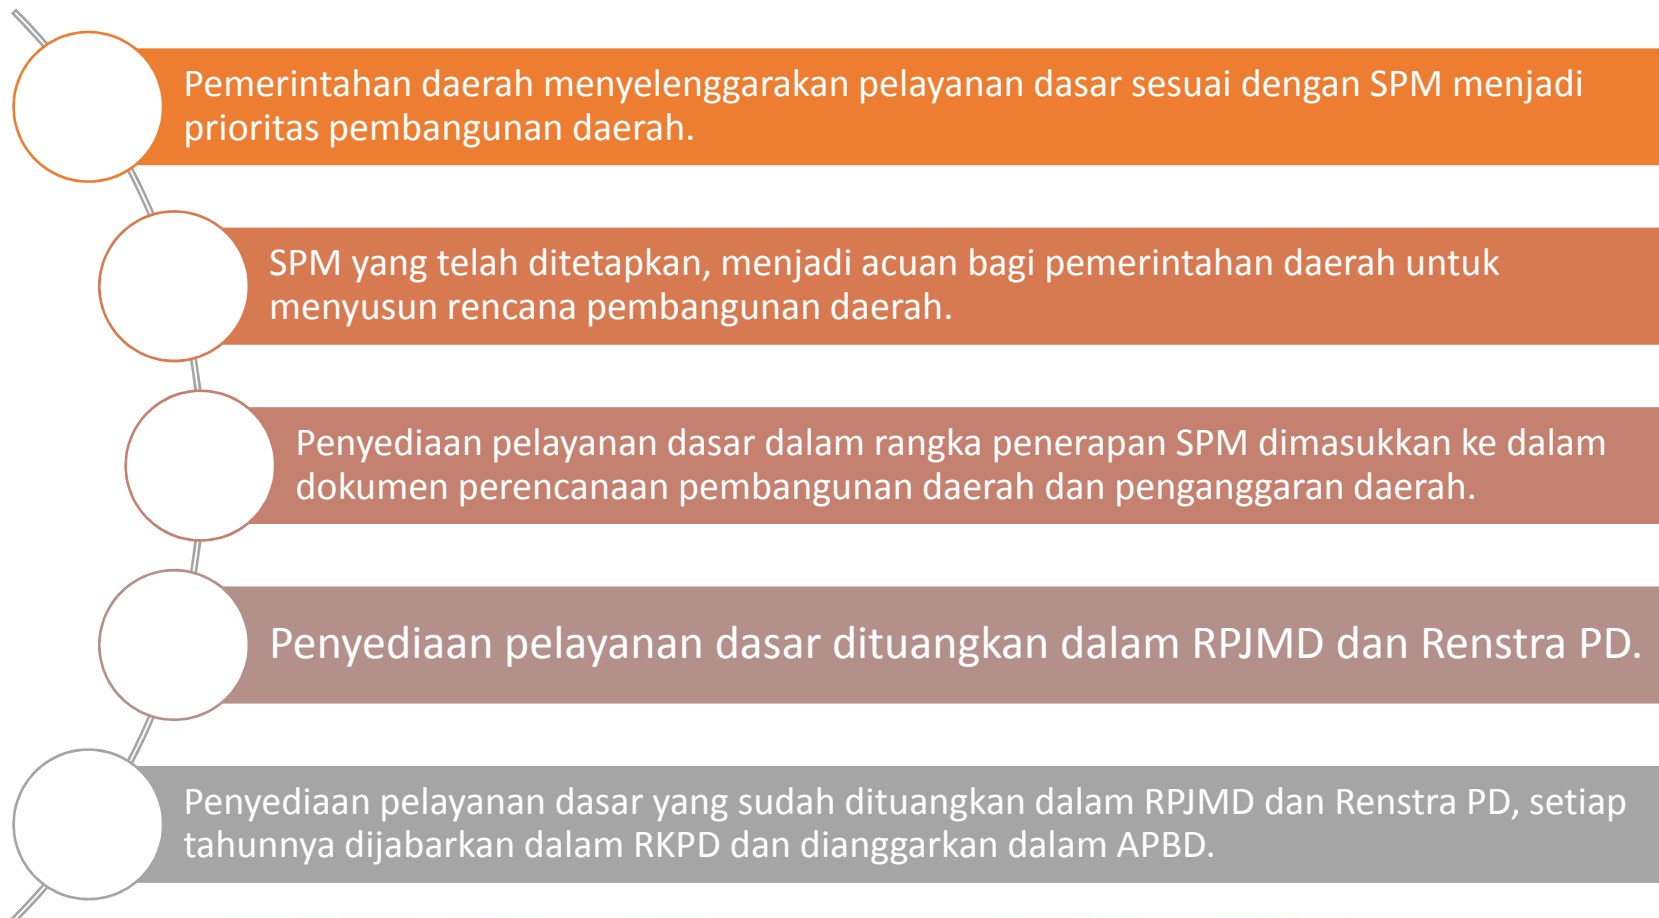 Pemerintahan daerah menyelenggarakan pelayanan dasar sesuai dengan SPM menjadi
prioritas pembangunan daerah.
SPM yang telah ditetapkan, menjadi acuan bagi pemerintahan daerah untuk
menyusun rencana pembangunan daerah.
Penyediaan pelayanan dasar dalam rangka penerapan SPM dimasukkan ke dalam
dokumen perencanaan pembangunan daerah dan penganggaran daerah.
Penyediaan pelayanan dasar dituangkan dalam RPJMD dan Renstra PD.
Penyediaan pelayanan dasar yang sudah dituangkan dalam RPJMD dan Renstra PD, setiap
tahunnya dijabarkan dalam RKPD dan dianggarkan dalam APBD.